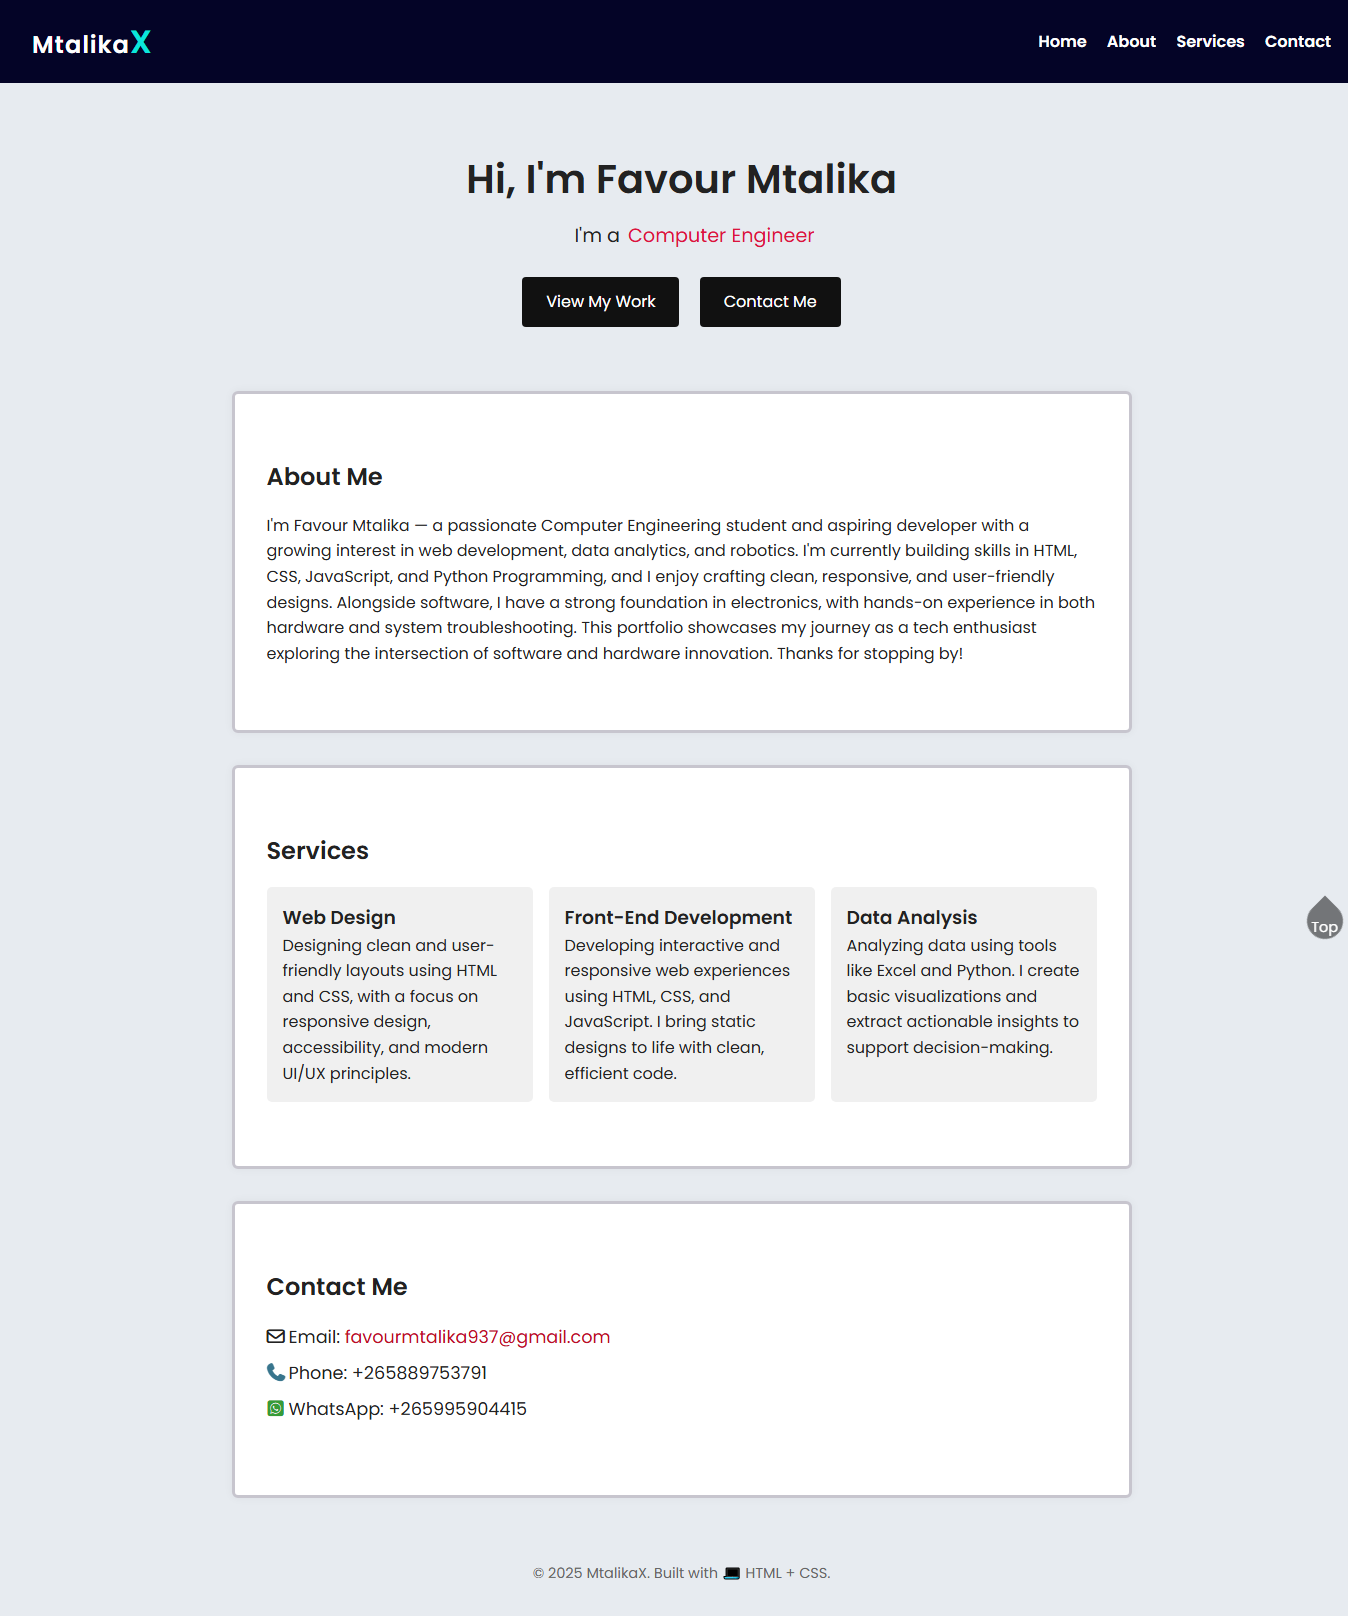 MtalikaX
Home About Services Contact
Hi, I'm Favour Mtalika
I'm a Computer Engineer
View My Work
Contact Me
About Me
I'm Favour Mtalika — a passionate Computer Engineering student and aspiring developer with a
growing interest in web development, data analytics, and robotics. I'm currently building skills in HTML,
CSS, JavaScript, and Python Programming, and I enjoy crafting clean, responsive, and user-friendly
designs. Alongside software, I have a strong foundation in electronics, with hands-on experience in both
hardware and system troubleshooting. This portfolio showcases my journey as a tech enthusiast
exploring the intersection of software and hardware innovation. Thanks for stopping by!
Services
Web Design
Designing clean and user-
friendly layouts using HTML
and CSS, with a focus on
responsive design,
accessibility, and modern
UI/UX principles.
Front-End Development
Developing interactive and
responsive web experiences
using HTML, CSS, and
JavaScript. I bring static
designs to life with clean,
efficient code.
Data Analysis
Analyzing data using tools
like Excel and Python. I create
basic visualizations and
extract actionable insights to
support decision-making.
Top
Contact Me
Email: favourmtalika937@gmail.com
Phone: +265889753791
WhatsApp: +265995904415
© 2025 MtalikaX. Built with 💻 HTML + CSS.